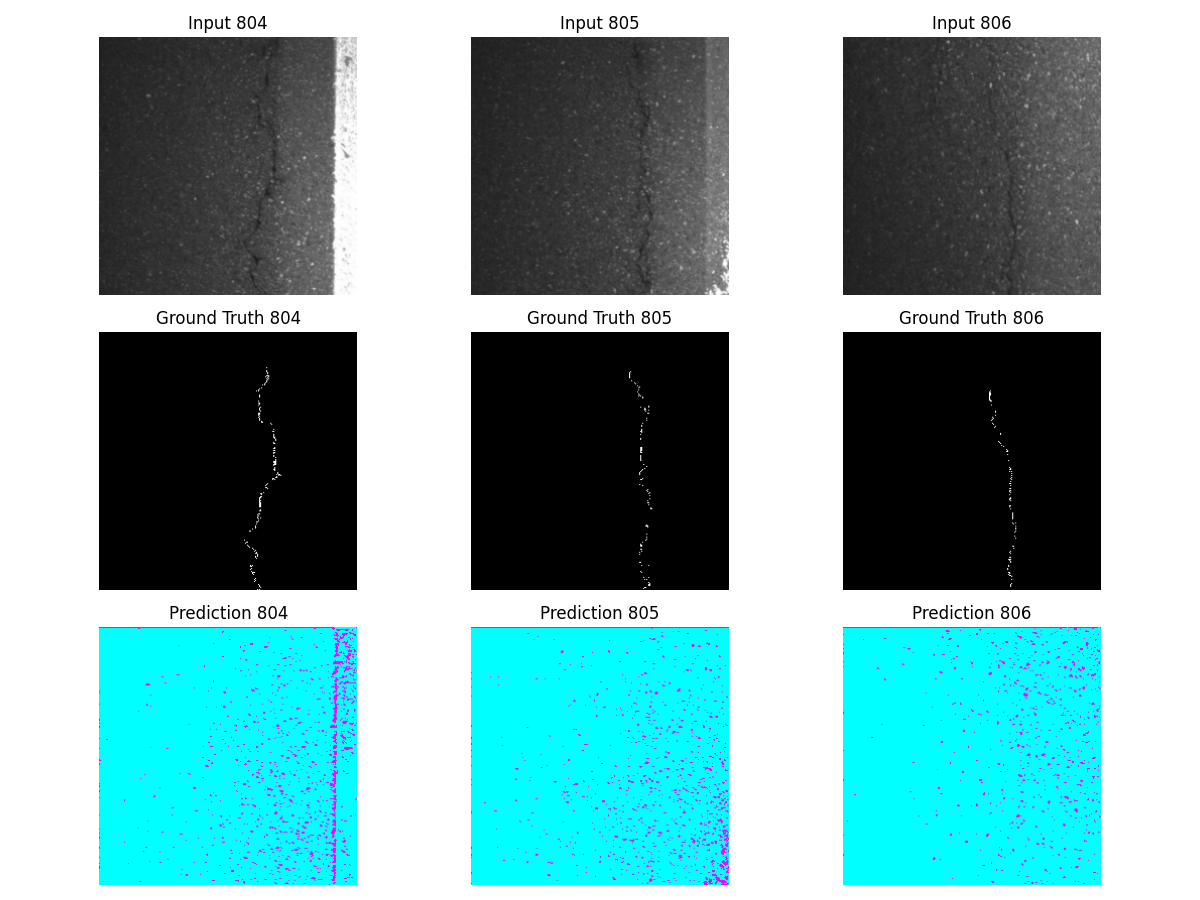 Input 804
Input 805
Input 806
Ground Truth 804
Ground Truth 805
Ground Truth 806
Prediction 804
Prediction 805
Prediction 806